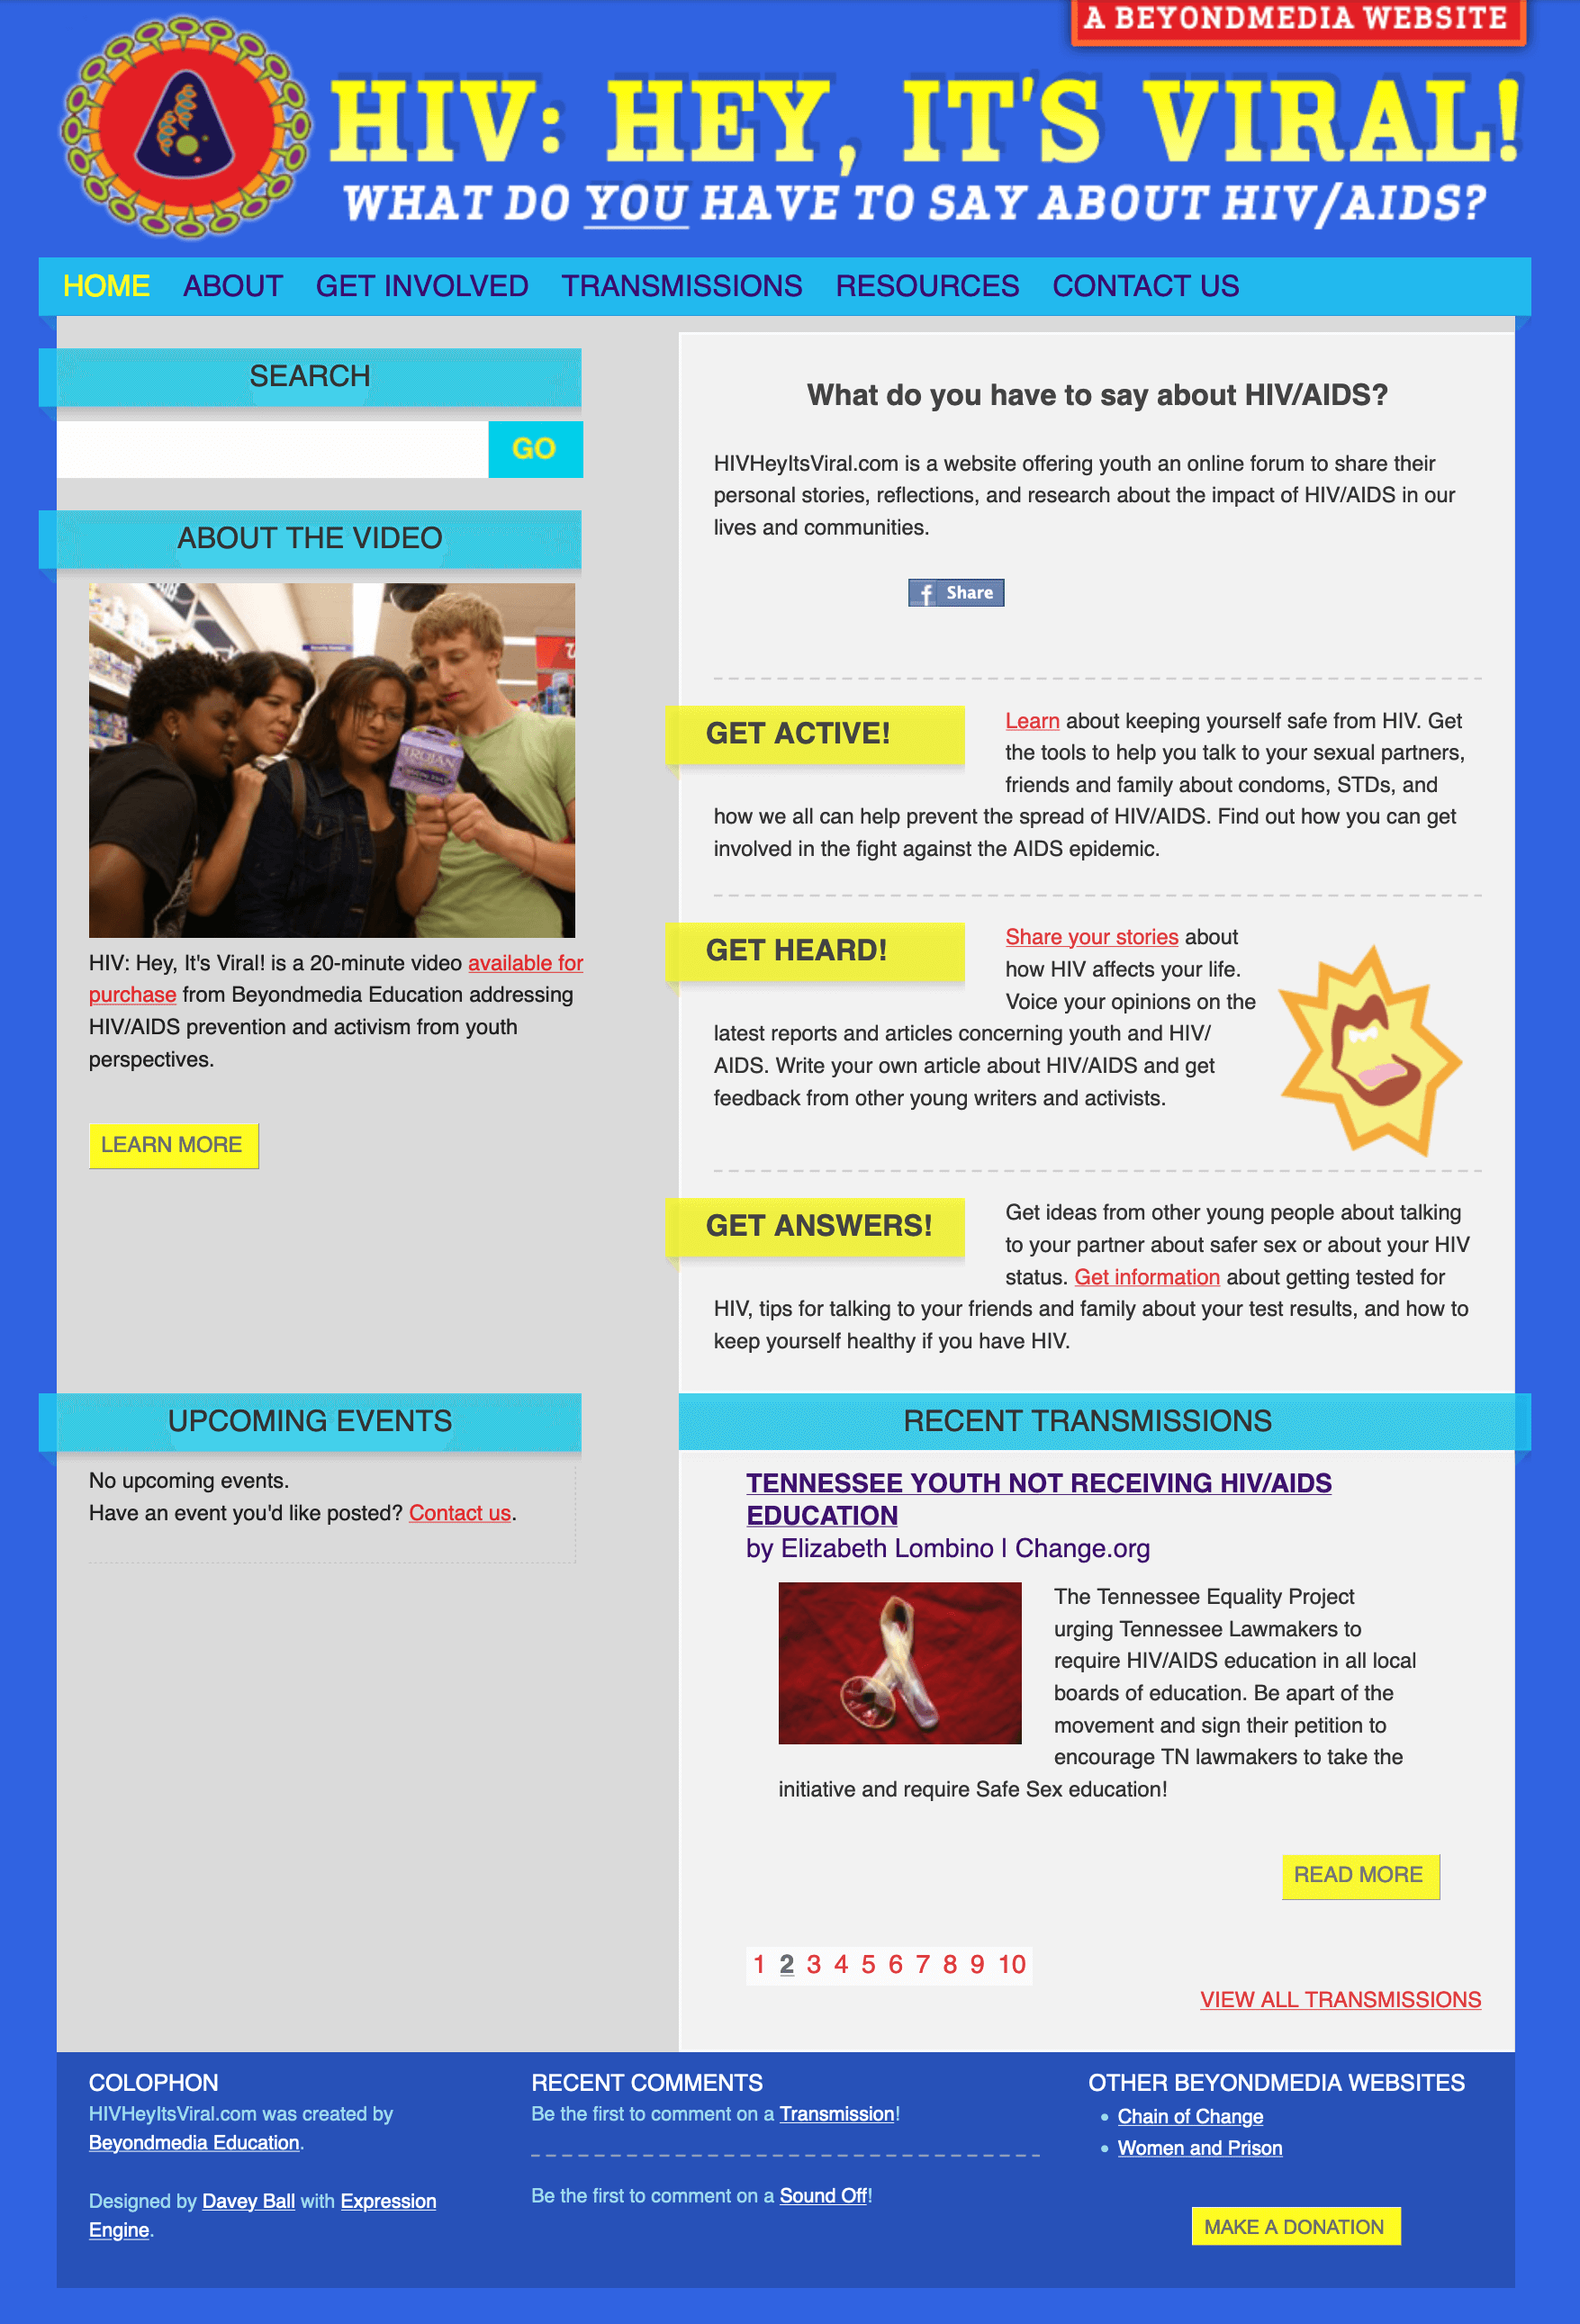 A BEYONDMEDIA WEBSITE
HIV: HEY, IT'S VIRAL!
WHAT DO YOU HAVE TO SAY ABOUT HIV/AIDS?
HOME ABOUT GET INVOLVED TRANSMISSIONS RESOURCES CONTACT US
SEARCH
GO
ABOUT THE VIDEO
TROJAN
HIV: Hey, It's Viral! is a 20-minute video available for
purchase from Beyondmedia Education addressing
HIV/AIDS prevention and activism from youth
perspectives.
LEARN MORE
What do you have to say about HIV/AIDS?
HIVHeyItsViral.com is a website offering youth an online forum to share their
personal stories, reflections, and research about the impact of HIV/AIDS in our
lives and communities.
f Share
GET ACTIVE!
Learn about keeping yourself safe from HIV. Get
the tools to help you talk to your sexual partners,
friends and family about condoms, STDs, and
how we all can help prevent the spread of HIV/AIDS. Find out how you can get
involved in the fight against the AIDS epidemic.
GET HEARD!
Share your stories about
how HIV affects your life.
Voice your opinions on the
latest reports and articles concerning youth and HIV/
AIDS. Write your own article about HIV/AIDS and get
feedback from other young writers and activists.
GET ANSWERS!
Get ideas from other young people about talking
to your partner about safer sex or about your HIV
status. Get information about getting tested for
HIV, tips for talking to your friends and family about your test results, and how to
keep yourself healthy if you have HIV.
UPCOMING EVENTS
No upcoming events.
Have an event you'd like posted? Contact us.
RECENT TRANSMISSIONS
TENNESSEE YOUTH NOT RECEIVING HIV/AIDS
EDUCATION
by Elizabeth Lombino | Change.org
The Tennessee Equality Project
urging Tennessee Lawmakers to
require HIV/AIDS education in all local
boards of education. Be apart of the
movement and sign their petition to
encourage TN lawmakers to take the
initiative and require Safe Sex education!
READ MORE
1 2 3 4 5 6 7 8 9 10
VIEW ALL TRANSMISSIONS
COLOPHON
HIVHeyItsViral.com was created by
Beyondmedia Education.
Designed by Davey Ball with Expression
Engine.
RECENT COMMENTS
Be the first to comment on a Transmission!
Be the first to comment on a Sound Off!
OTHER BEYONDMEDIA WEBSITES
• Chain of Change
• Women and Prison
MAKE A DONATION